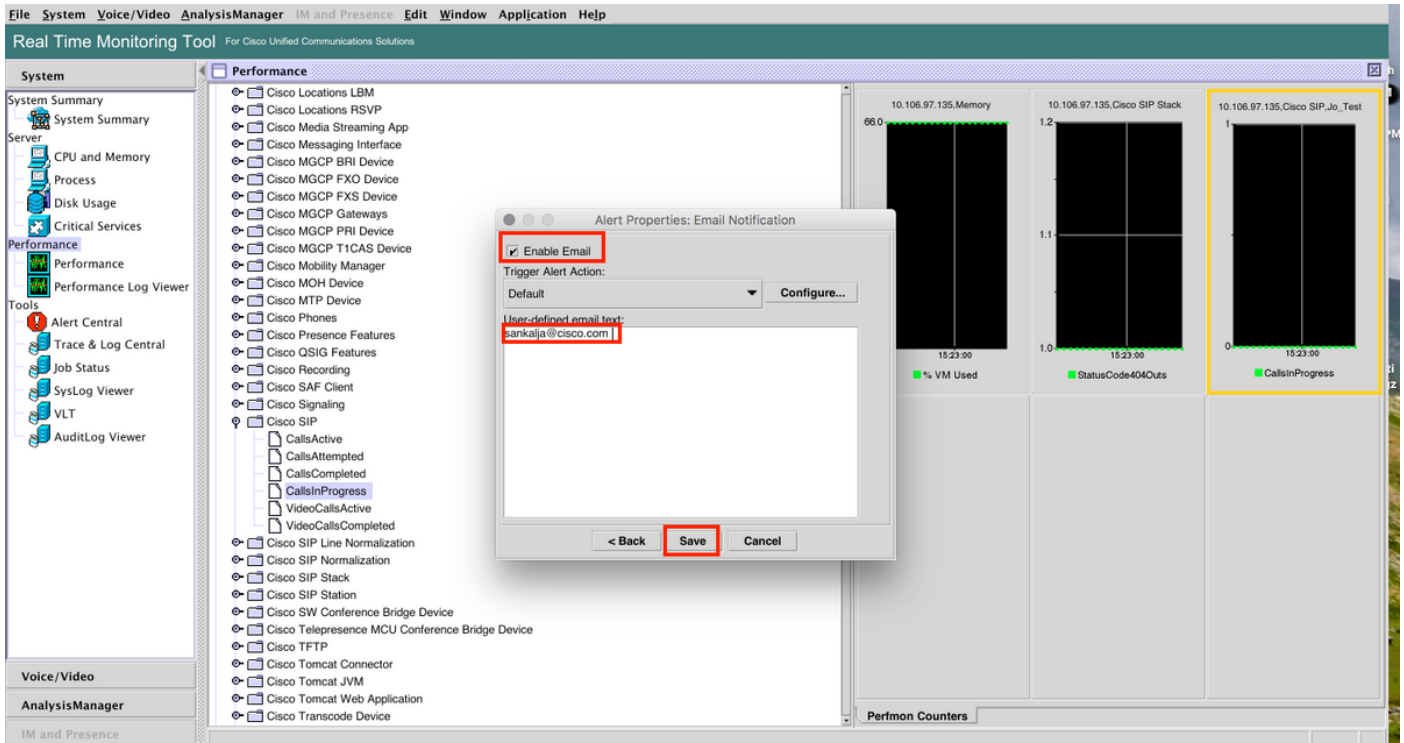 File System Voice/Video AnalysisManager IM and Presence Edit Window Application Help
Real Time Monitoring Tool For Cisco Unified Communications Solutions
System
System Summary
System Summary
Server
CPU and Memory
Process
Disk Usage
Critical Services
Performance
Performance
Performance Log Viewer
Tools
Alert Central
Trace & Log Central
Job Status
SysLog Viewer
VLT
AuditLog Viewer
Voice/Video
AnalysisManager
IM and Presence
Performance
Cisco Locations LBM
Cisco Locations RSVP
Cisco Media Streaming App
Cisco Messaging Interface
Cisco MGCP BRI Device
Cisco MGCP FXO Device
Cisco MGCP FXS Device
Cisco MGCP Gateways
Cisco MGCP PRI Device
Cisco MGCP T1CAS Device
Cisco Mobility Manager
Cisco MOH Device
Cisco MTP Device
Cisco Phones
Cisco Presence Features
Cisco QSIG Features
Cisco Recording
Cisco SAF Client
Cisco Signaling
Cisco SIP
CallsActive
CallsAttempted
CallsCompleted
CallsInProgress
VideoCallsActive
VideoCallsCompleted
Cisco SIP Line Normalization
Cisco SIP Normalization
Cisco SIP Stack
Cisco SIP Station
Cisco SW Conference Bridge Device
Cisco Telepresence MCU Conference Bridge Device
Cisco TFTP
Cisco Tomcat Connector
Cisco Tomcat JVM
Cisco Tomcat Web Application
Cisco Transcode Device
Alert Properties: Email Notification
Enable Email
Trigger Alert Action:
Default
Configure...
User-defined email text:
sankalja@cisco.com
< Back Save Cancel
10.106.97.135,Memory
66.0
15:23:00
% VM Used
10.106.97.135,Cisco SIP Stack
1.2
1.1
1.0
15:23:00
StatusCode404Outs
10.106.97.135,Cisco SIP,Jo_Test
1
0
15:23:00
CallsInProgress
Perfmon Counters